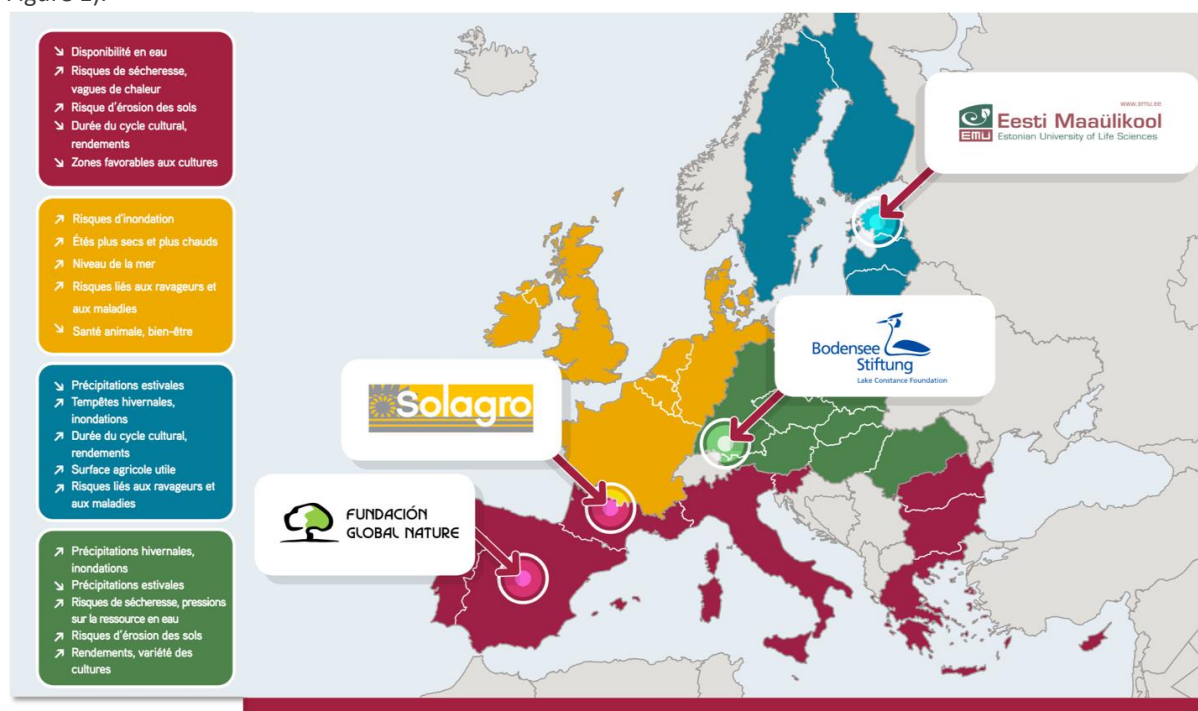 Figure 1).
↘ Disponibilité en eau
↗ Risques de sécheresse,
vagues de chaleur
↗ Risque d'érosion des sols
↘ Durée du cycle cultural,
rendements
↘ Zones favorables aux cultures
↗ Risques d'inondation
↗ Étés plus secs et plus chauds
↗ Niveau de la mer
↗ Risques liés aux ravageurs et
aux maladies
↘ Santé animale, bien-être
↘ Précipitations estivales
↗ Tempêtes hivernales,
inondations
↗ Durée du cycle cultural,
rendements
↗ Surface agricole utile
↗ Risques liés aux ravageurs et
aux maladies
↗ Précipitations hivernales,
inondations
↘ Précipitations estivales
↗ Risques de sécheresse, pressions
sur la ressource en eau
↗ Risques d'érosion des sols
↗ Rendements, variété des
cultures
www.emu.ee
EMU
Eesti Maaülikool
Estonian University of Life Sciences
Bodensee
Stiftung
Lake Constance Foundation
Solagro
FUNDACIÓN
GLOBAL NATURE